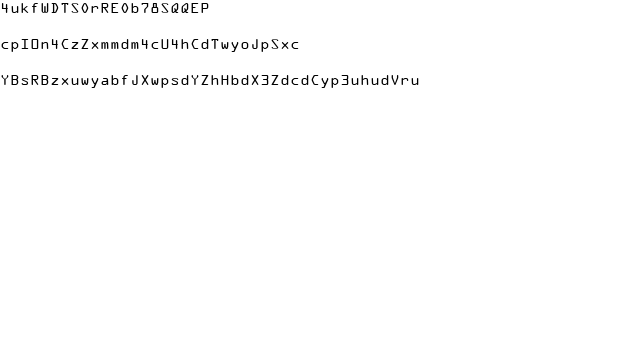 4ukfWDTS0rRE0b78SQQEP
cpIOn4CzZxmmdm4cU4hCdTwyoJpSxc
YBsRBzxuwyabfJXwpsdYZhHbdX3ZdcdCyp3uhudVru